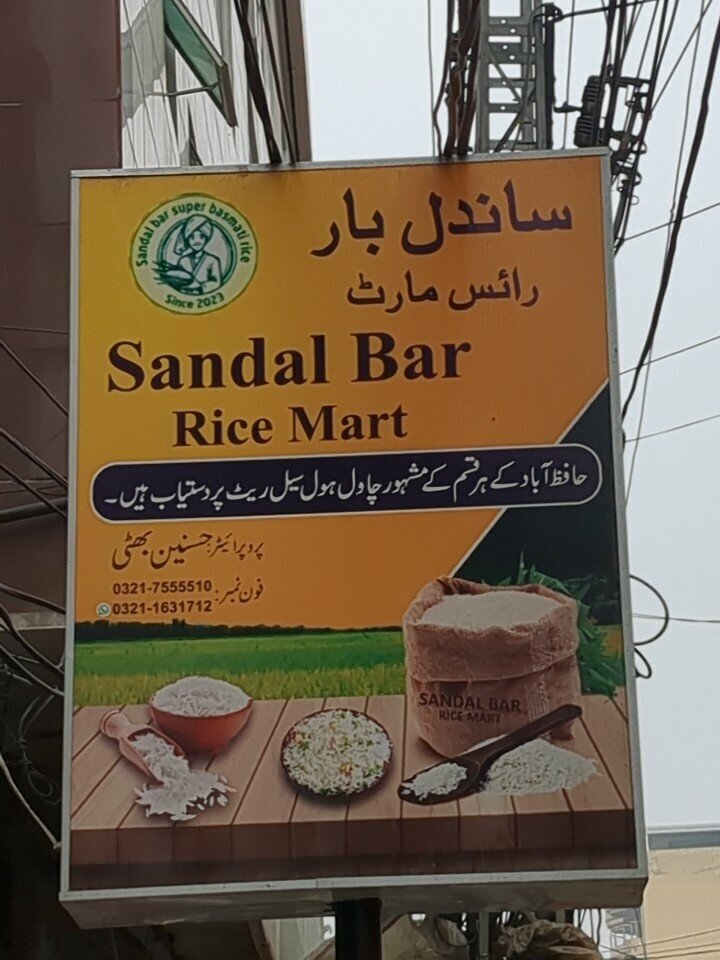 Sandal bar super basmati rice
Since 2023
ساندل بار
رائس مارٹ
Sandal Bar
Rice Mart
حافظ آباد کے ہر قسم کے مشہور چاول ہول سیل ریٹ پر دستیاب ہیں۔
پروپرائیٹر: حسنین بھٹی
فون نمبر: 0321-7555510
0321-1631712
SANDAL BAR
RICE MART